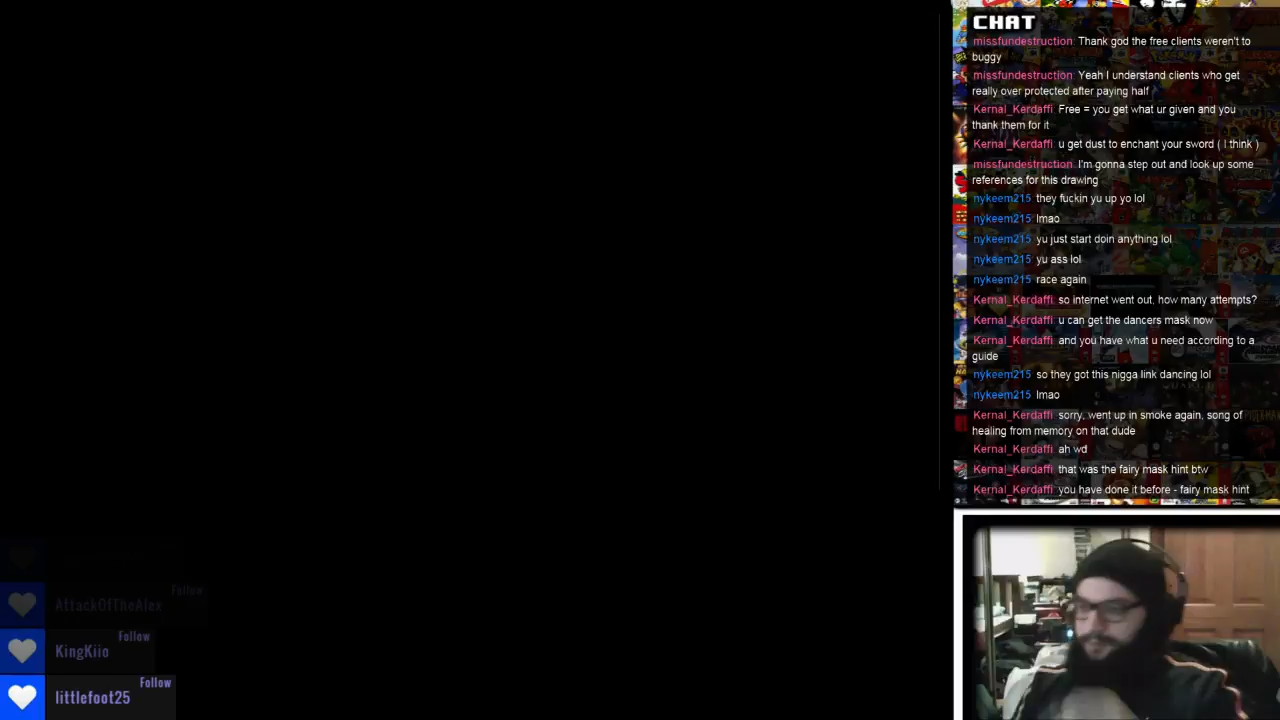 CHAT
missfundestruction: Thank god the free clients weren't to
buggy
missfundestruction: Yeah I understand clients who get
really over protected after paying half
Kernal_Kerdaffi: Free = you get what ur given and you
thank them for it
Kernal_Kerdaffi: u get dust to enchant your sword ( I think )
missfundestruction: I'm gonna step out and look up some
references for this drawing
nykeem215: they fuckin yu up yo lol
nykeem215: lmao
nykeem215: yu just start doin anything lol
nykeem215: yu ass lol
nykeem215: race again
Kernal_Kerdaffi: so internet went out, how many attempts?
Kernal_Kerdaffi: u can get the dancers mask now
Kernal_Kerdaffi: and you have what u need according to a
guide
nykeem215: so they got this nigga link dancing lol
nykeem215: lmao
Kernal_Kerdaffi: sorry, went up in smoke again, song of
healing from memory on that dude
Kernal_Kerdaffi: ah wd
Kernal_Kerdaffi: that was the fairy mask hint btw
Kernal_Kerdaffi: you have done it before - fairy mask hint
AttackOfTheAlex Follow
KingKiio Follow
littlefoot25 Follow